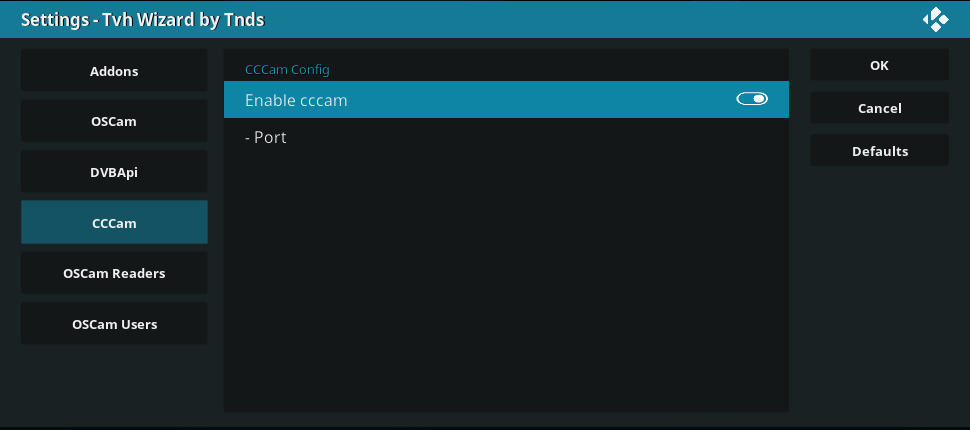 Settings - Tvh Wizard by Tnds
Addons
OSCam
DVBApi
CCCam
OSCam Readers
OSCam Users
CCCam Config
Enable cccam
- Port
OK
Cancel
Defaults